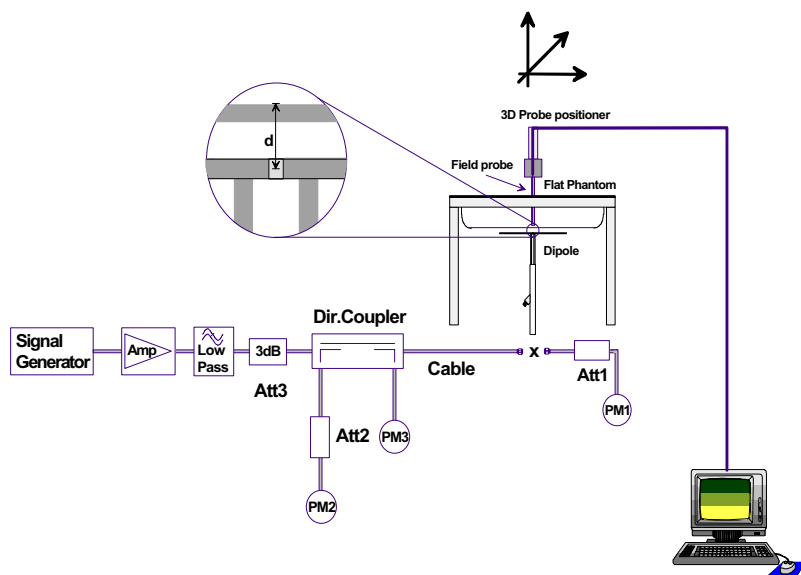 3D Probe positioner
d
Field probe
Flat Phantom
Dipole
Dir.Coupler
Signal
Generator
Amp
Low
Pass
3dB
Cable
x
Att1
Att3
PM1
Att2
PM3
PM2